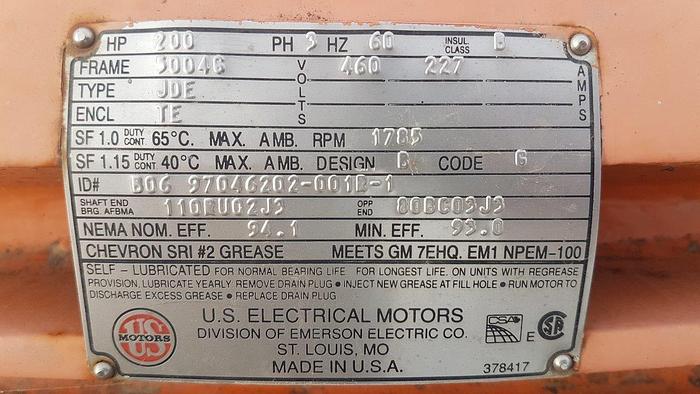 HP 200 PH 3 HZ 60 INSUL. CLASS B
FRAME 5004C VOLTS 460 227 AMPS
TYPE JDE
ENCL TE
SF 1.0 DUTY CONT. 65°C. MAX. AMB. RPM 1785
SF 1.15 DUTY CONT. 40°C MAX. AMB. DESIGN B CODE G
ID# B06 97046202-001R-1
SHAFT END BRG. AFBMA OPP END
NEMA NOM. EFF. 94.1 MIN. EFF. 93.0
CHEVRON SRI #2 GREASE MEETS GM 7EHQ. EM1 NPEM-100
SELF - LUBRICATED FOR NORMAL BEARING LIFE FOR LONGEST LIFE, ON UNITS WITH REGREASE
PROVISION, LUBRICATE YEARLY. REMOVE DRAIN PLUG ● INJECT NEW GREASE AT FILL HOLE ● RUN MOTOR TO
DISCHARGE EXCESS GREASE ● REPLACE DRAIN PLUG
US MOTORS
U.S. ELECTRICAL MOTORS
DIVISION OF EMERSON ELECTRIC CO.
ST. LOUIS, MO
MADE IN U.S.A.
CSA E
SA
378417